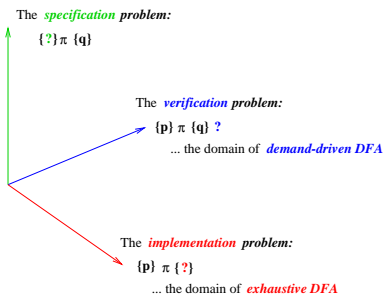 The specification problem:
{?} π {q}
The verification problem:
{p} π {q} ?
... the domain of demand-driven DFA
The implementation problem:
{p} π {?}
... the domain of exhaustive DFA